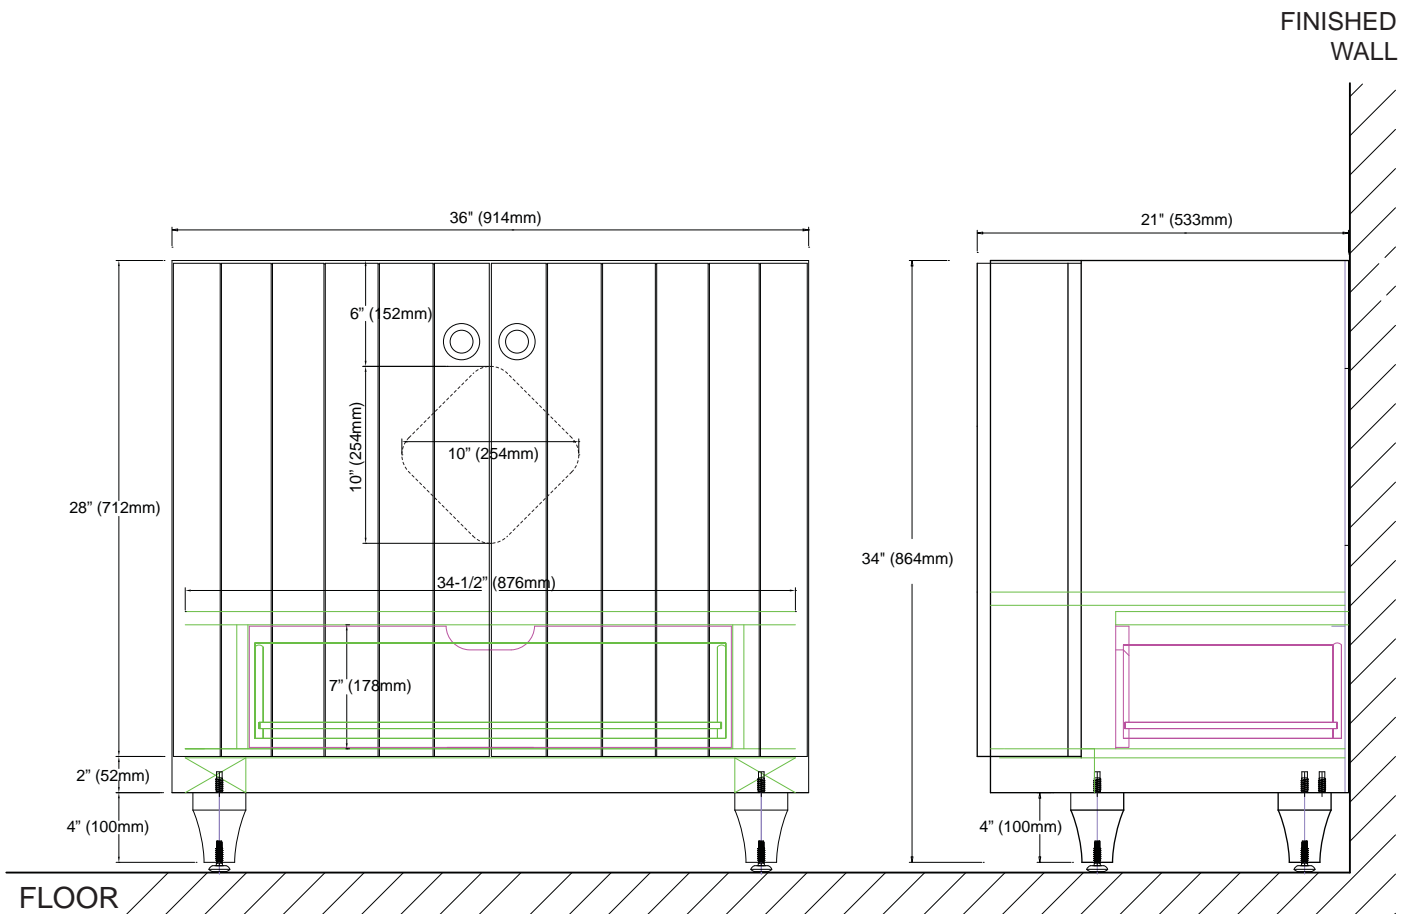 FINISHED
WALL
36" (914mm)
21" (533mm)
6” (152mm)
10” (254mm)
10” (254mm)
28” (712mm)
34" (864mm)
34-1/2” (876mm)
7” (178mm)
2” (52mm)
4” (100mm)
4” (100mm)
FLOOR